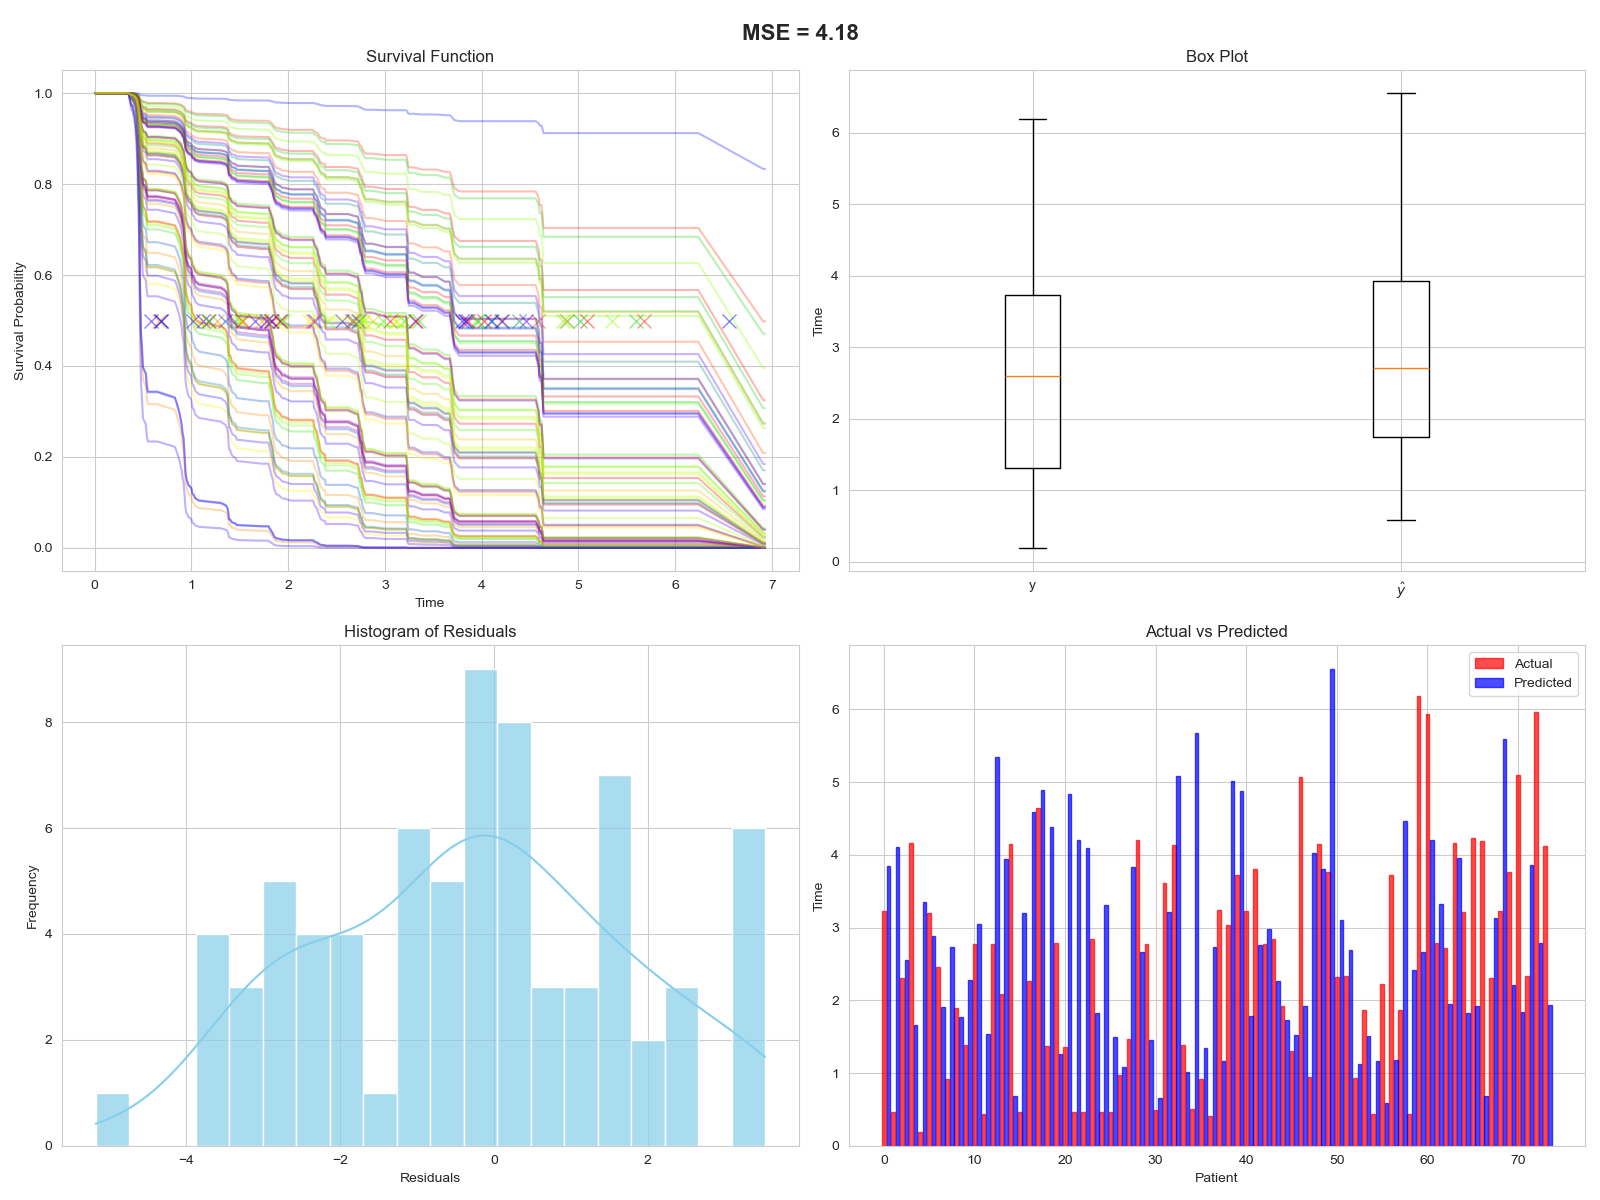 MSE = 4.18
Survival Function
Survival Probability
1.0
0.8
0.6
0.4
0.2
0.0
0 1 2 3 4 5 6 7
Time
Box Plot
Time
6
5
4
3
2
1
0
y ŷ
Histogram of Residuals
Frequency
8
6
4
2
0
−4 −2 0 2
Residuals
Actual vs Predicted
Actual
Predicted
Time
6
5
4
3
2
1
0
0 10 20 30 40 50 60 70
Patient